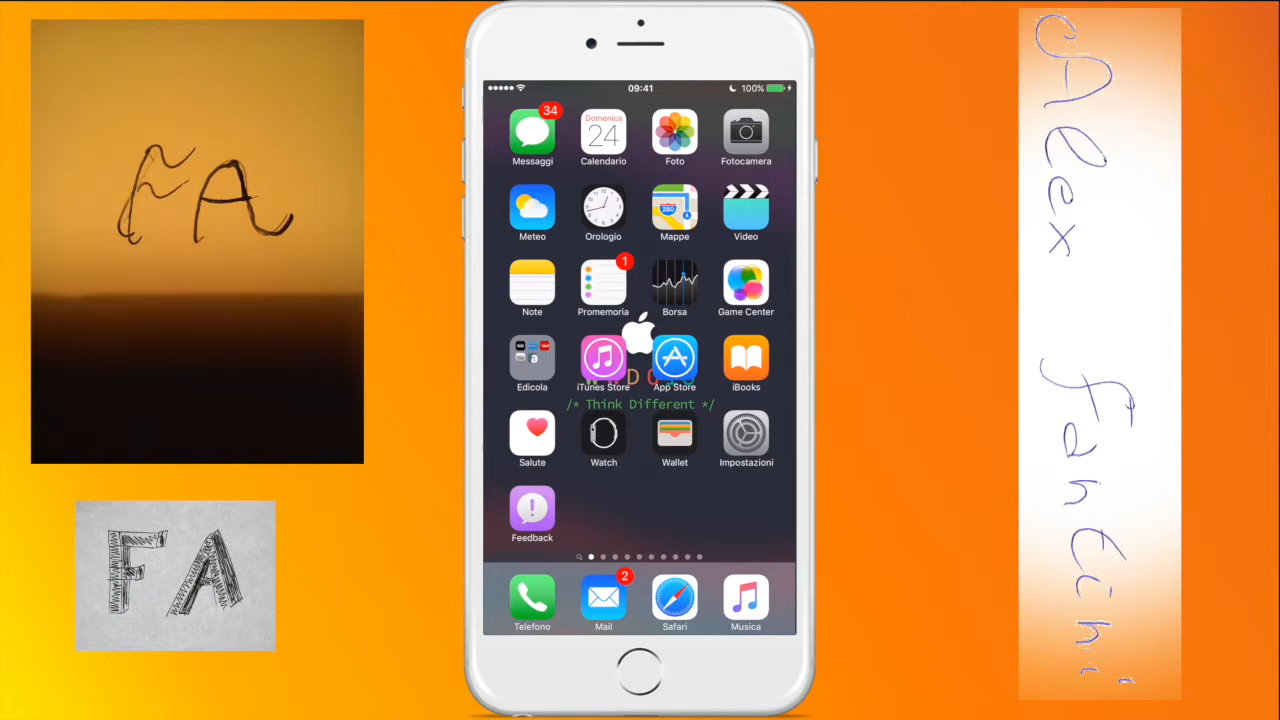 FA
FA
09:41
100%
34
Domenica
24
Messaggi Calendario Foto Fotocamera
280
Meteo Orologio Mappe Video
1
Note Promemoria Borsa Game Center
Edicola iTunes Store App Store iBooks
/* Think Different */
Salute Watch Wallet Impostazioni
Feedback
2
Telefono Mail Safari Musica
Alex